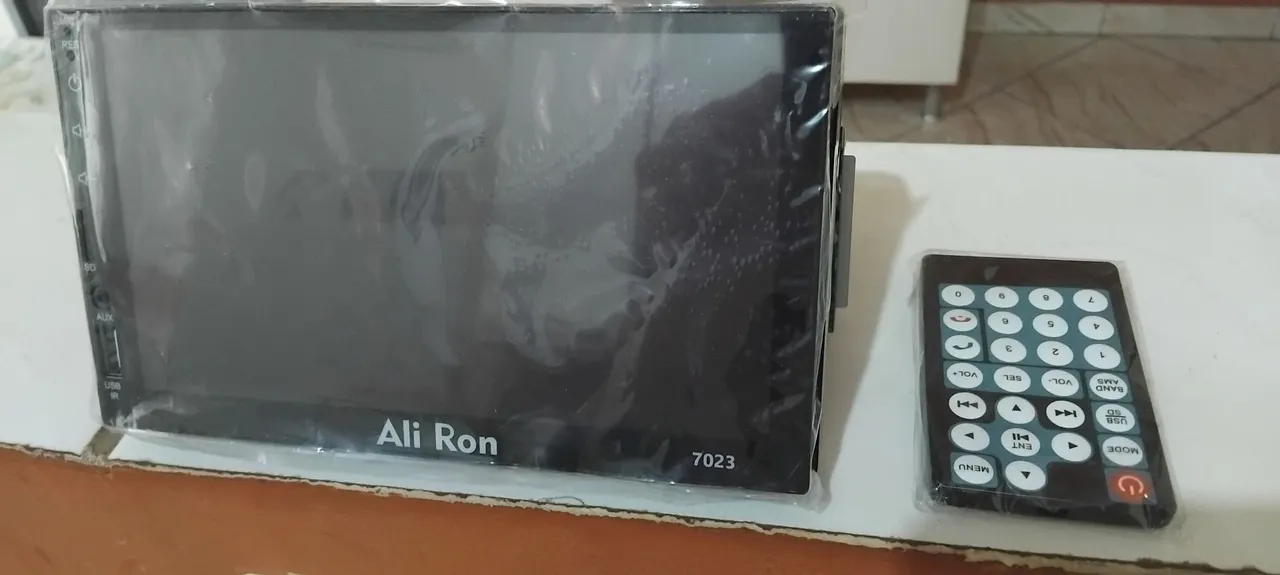 RES
SD
AUX
USB
IR
Ali Ron
7023
MENU
ENT
MODE
USB
SD
BAND
AMS
VOL-
SEL
VOL+
1
2
3
4
5
6
7
8
9
0